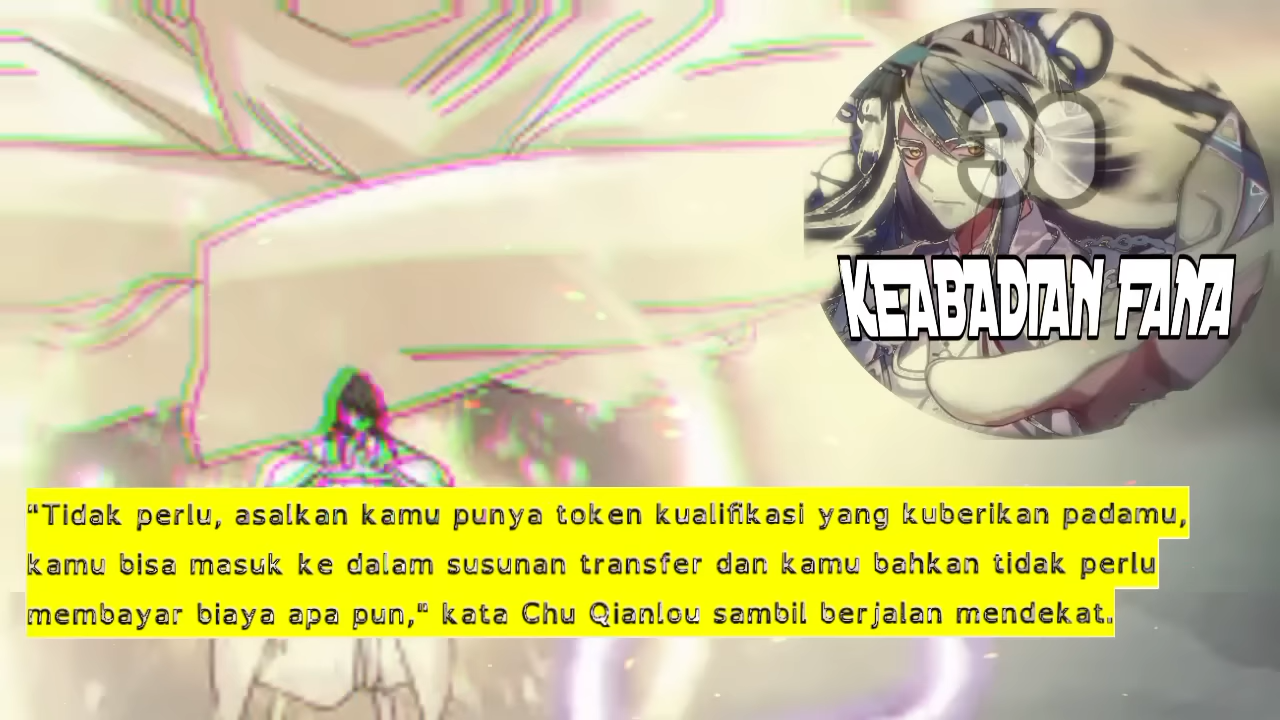 30
KEABADIAN FANA
“Tidak perlu, asalkan kamu punya token kualifikasi yang kuberikan padamu,
kamu bisa masuk ke dalam susunan transfer dan kamu bahkan tidak perlu
membayar biaya apa pun,” kata Chu Qianlou sambil berjalan mendekat.